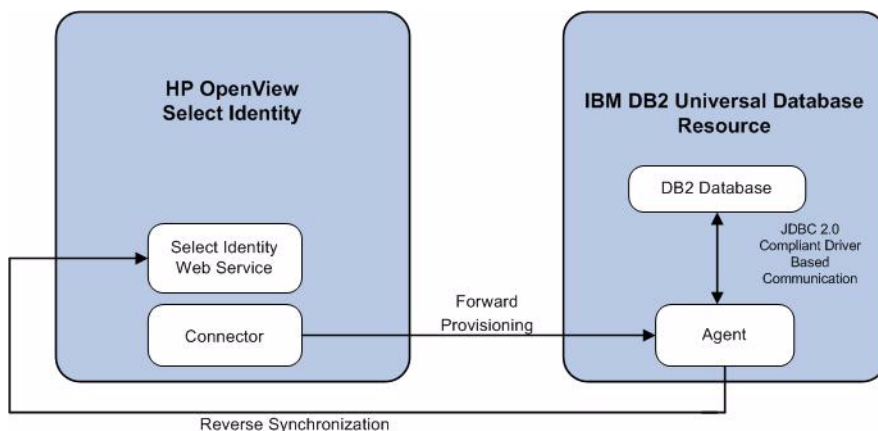 HP OpenView
Select Identity
IBM DB2 Universal Database
Resource
DB2 Database
JDBC 2.0
Compliant Driver
Based
Communication
Select Identity
Web Service
Forward
Provisioning
Connector
Agent
Reverse Synchronization